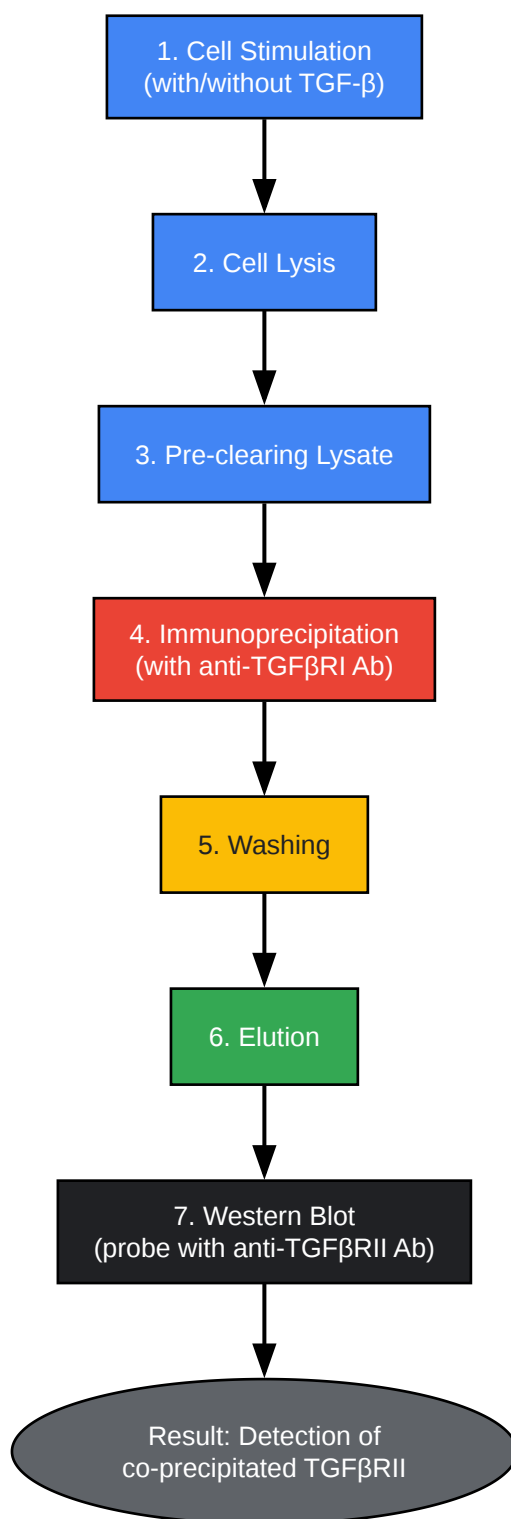 1. Cell Stimulation
(with/without TGF-β)
2. Cell Lysis
3. Pre-clearing Lysate
4. Immunoprecipitation
(with anti-TGFβRI Ab)
5. Washing
6. Elution
7. Western Blot
(probe with anti-TGFβRII Ab)
Result: Detection of
co-precipitated TGFβRII